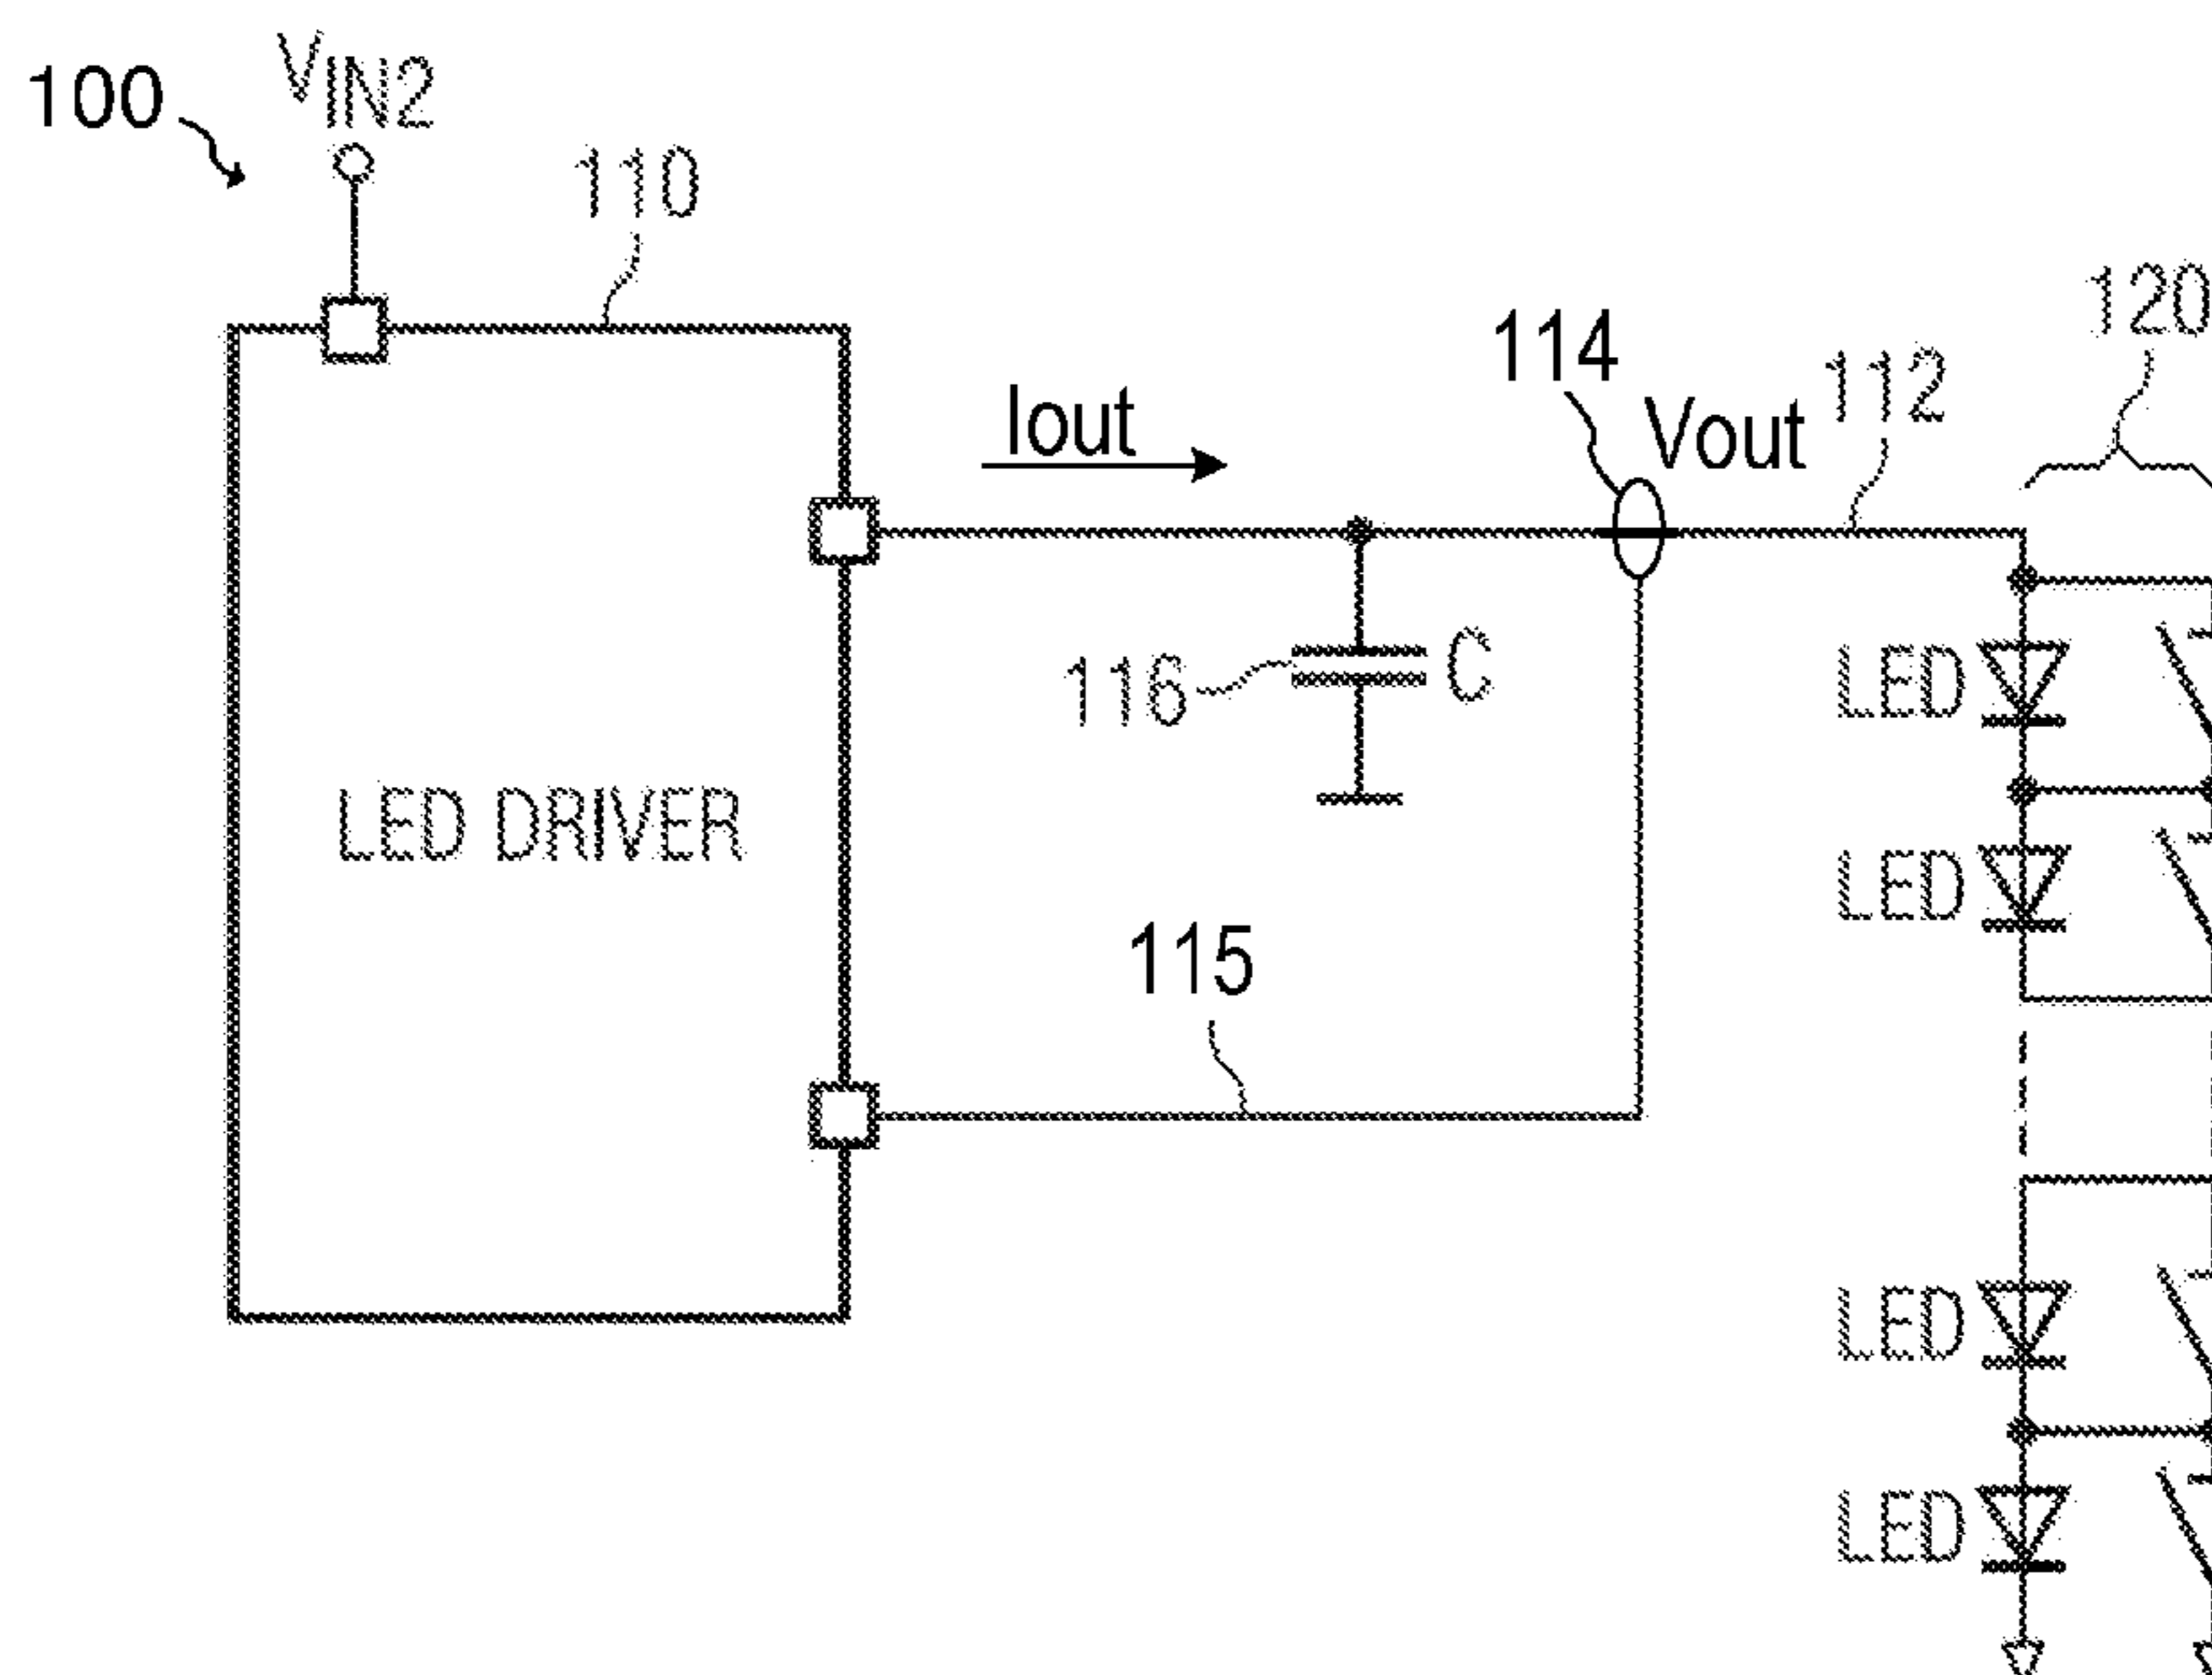 100
VIN2
110
120
114
112
Iout
Vout
116
C
LED
LED DRIVER
LED
115
LED
LED